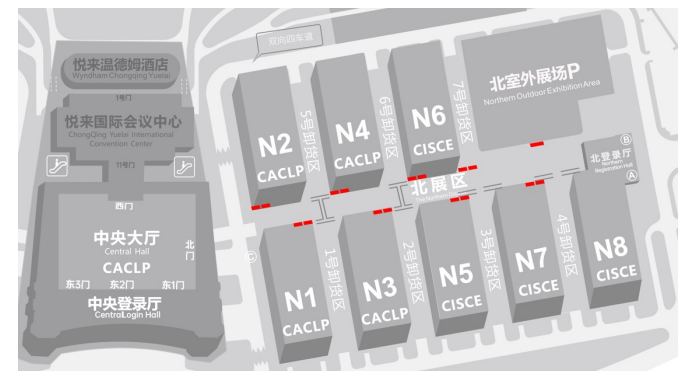 悦来温德姆酒店
Wyndham Chongqing Yuelai
1号门
悦来国际会议中心
ChongQing Yuelai International
Convention Center
11号门
西门
中央大厅
Central Hall
CACLP
北门
东3门
东2门
东1门
中央登录厅
CentralLogin Hall
双向四车道
N2
CACLP
5号卸货区
N4
CACLP
6号卸货区
N6
CISCE
7号卸货区
北室外展场P
Northern Outdoor Exhibition Area
北展区
B
北登录厅
Northern
Registration Hall
A
C
N1
CACLP
1号卸货区
N3
CACLP
2号卸货区
N5
CISCE
3号卸货区
N7
CISCE
4号卸货区
N8
CISCE